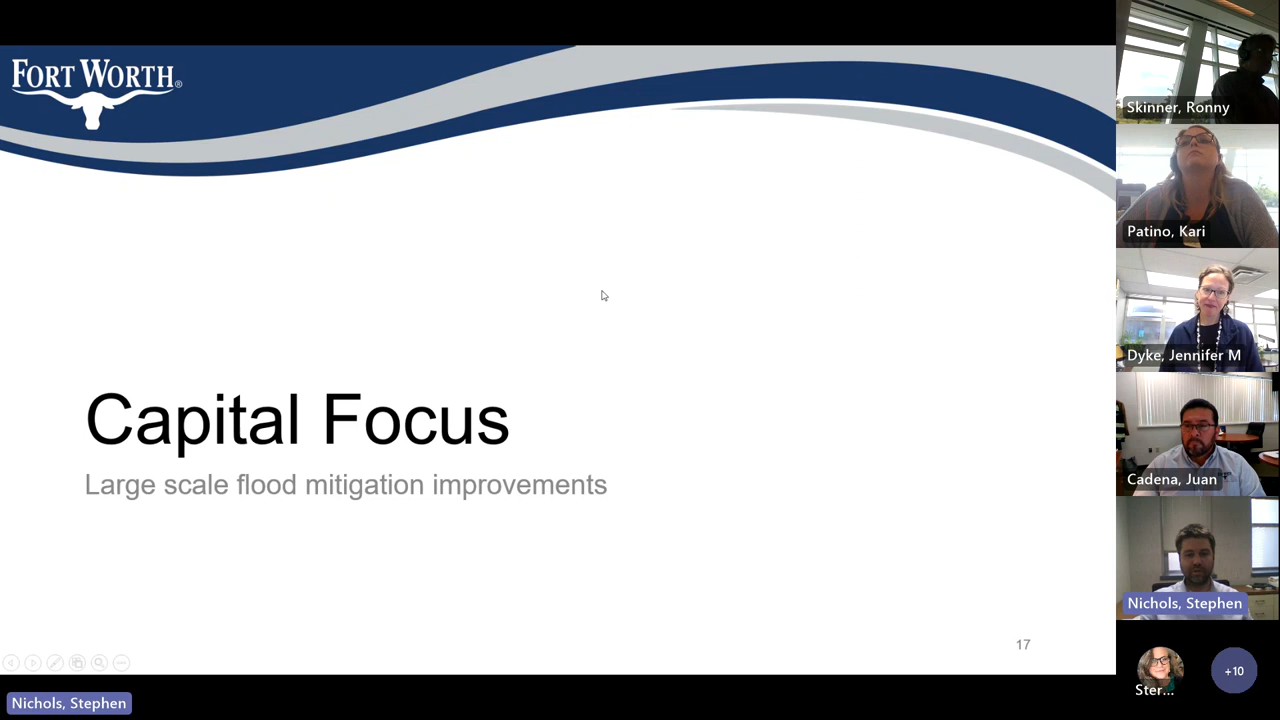 FORT WORTH®
Capital Focus
Large scale flood mitigation improvements
17
Nichols, Stephen
Skinner, Ronny
Patino, Kari
Dyke, Jennifer M
Cadena, Juan
Nichols, Stephen
Ster...
+10